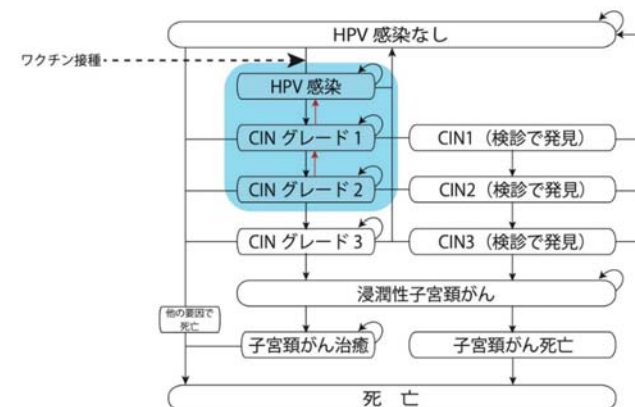 HPV 感染なし
ワクチン接種
HPV 感染
CIN グレード 1
CIN1（検診で発見）
CIN グレード 2
CIN2（検診で発見）
CIN グレード 3
CIN3（検診で発見）
浸潤性子宮頸がん
他の要因で
死亡
子宮頸がん治癒
子宮頸がん死亡
死 亡